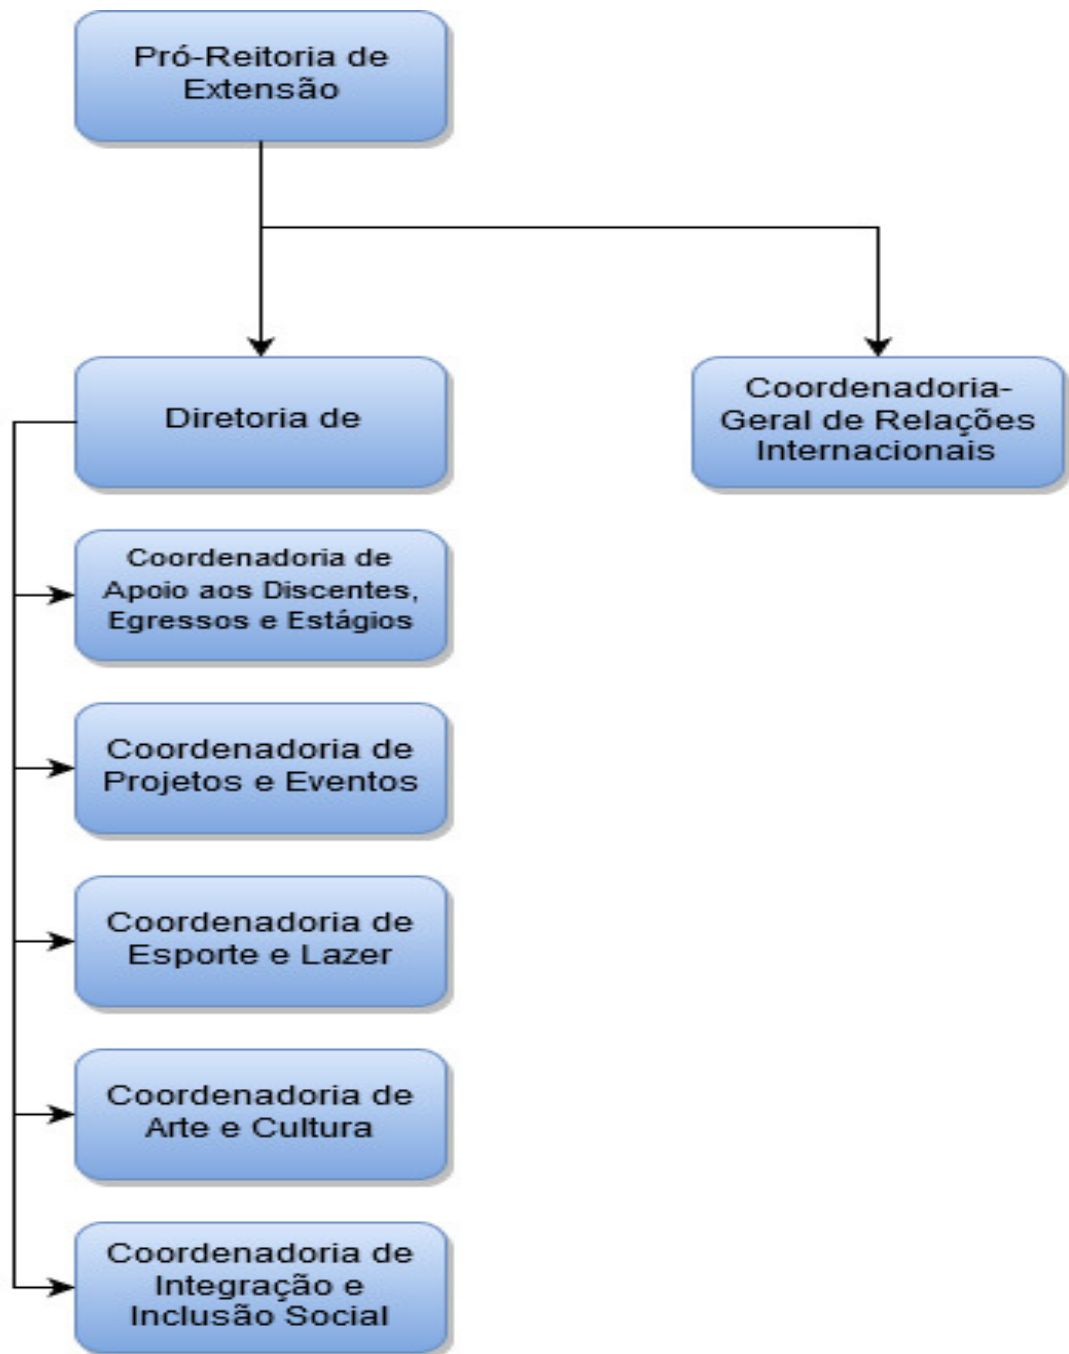 Pró-Reitoria de
Extensão
Diretoria de
Coordenadoria-
Geral de Relações
Internacionais
Coordenadoria de
Apoio aos Discentes,
Egressos e Estágios
Coordenadoria de
Projetos e Eventos
Coordenadoria de
Esporte e Lazer
Coordenadoria de
Arte e Cultura
Coordenadoria de
Integração e
Inclusão Social